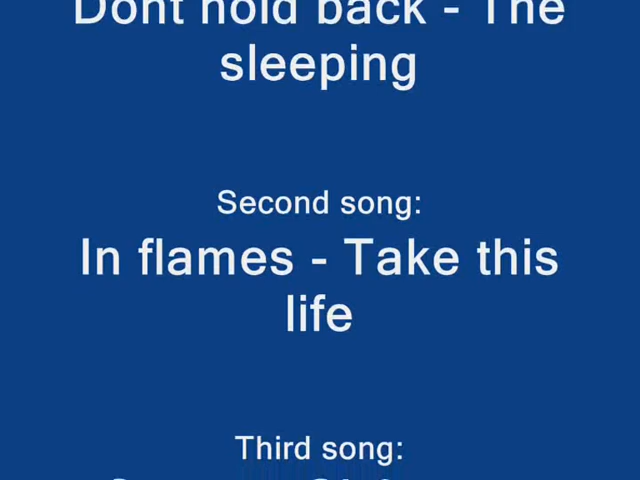 Dont hold back - The
sleeping
Second song:
In flames - Take this
life
Third song: